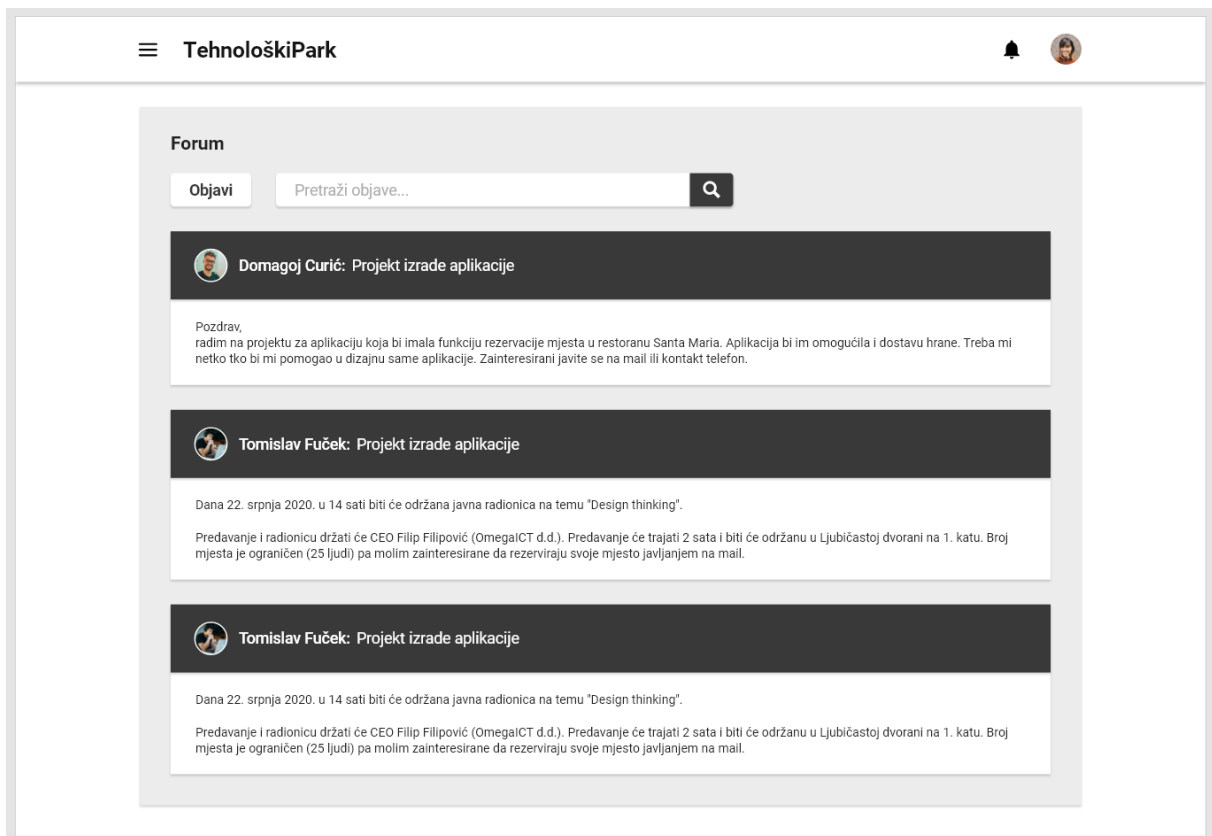 TehnološkiPark
Forum
Objavi
Pretraži objave...
Domagoj Curić: Projekt izrade aplikacije
Pozdrav,
radim na projektu za aplikaciju koja bi imala funkciju rezervacije mjesta u restoranu Santa Maria. Aplikacija bi im omogućila i dostavu hrane. Treba mi
netko tko bi mi pomogao u dizajnu same aplikacije. Zainteresirani javite se na mail ili kontakt telefon.
Tomislav Fuček: Projekt izrade aplikacije
Dana 22. srpnja 2020. u 14 sati biti će održana javna radionica na temu "Design thinking".
Predavanje i radionicu držati će CEO Filip Filipović (OmegaICT d.d.). Predavanje će trajati 2 sata i biti će održanu u Ljubičastoj dvorani na 1. katu. Broj
mjesta je ograničen (25 ljudi) pa molim zainteresirane da rezerviraju svoje mjesto javljanjem na mail.
Tomislav Fuček: Projekt izrade aplikacije
Dana 22. srpnja 2020. u 14 sati biti će održana javna radionica na temu "Design thinking".
Predavanje i radionicu držati će CEO Filip Filipović (OmegaICT d.d.). Predavanje će trajati 2 sata i biti će održanu u Ljubičastoj dvorani na 1. katu. Broj
mjesta je ograničen (25 ljudi) pa molim zainteresirane da rezerviraju svoje mjesto javljanjem na mail.